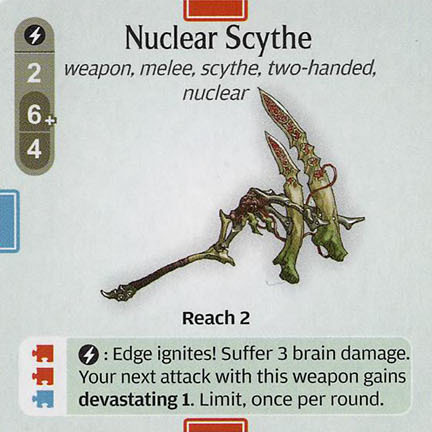 Nuclear Scythe
weapon, melee, scythe, two-handed,
nuclear
2
6+
4
Reach 2
: Edge ignites! Suffer 3 brain damage.
Your next attack with this weapon gains
devastating 1. Limit, once per round.